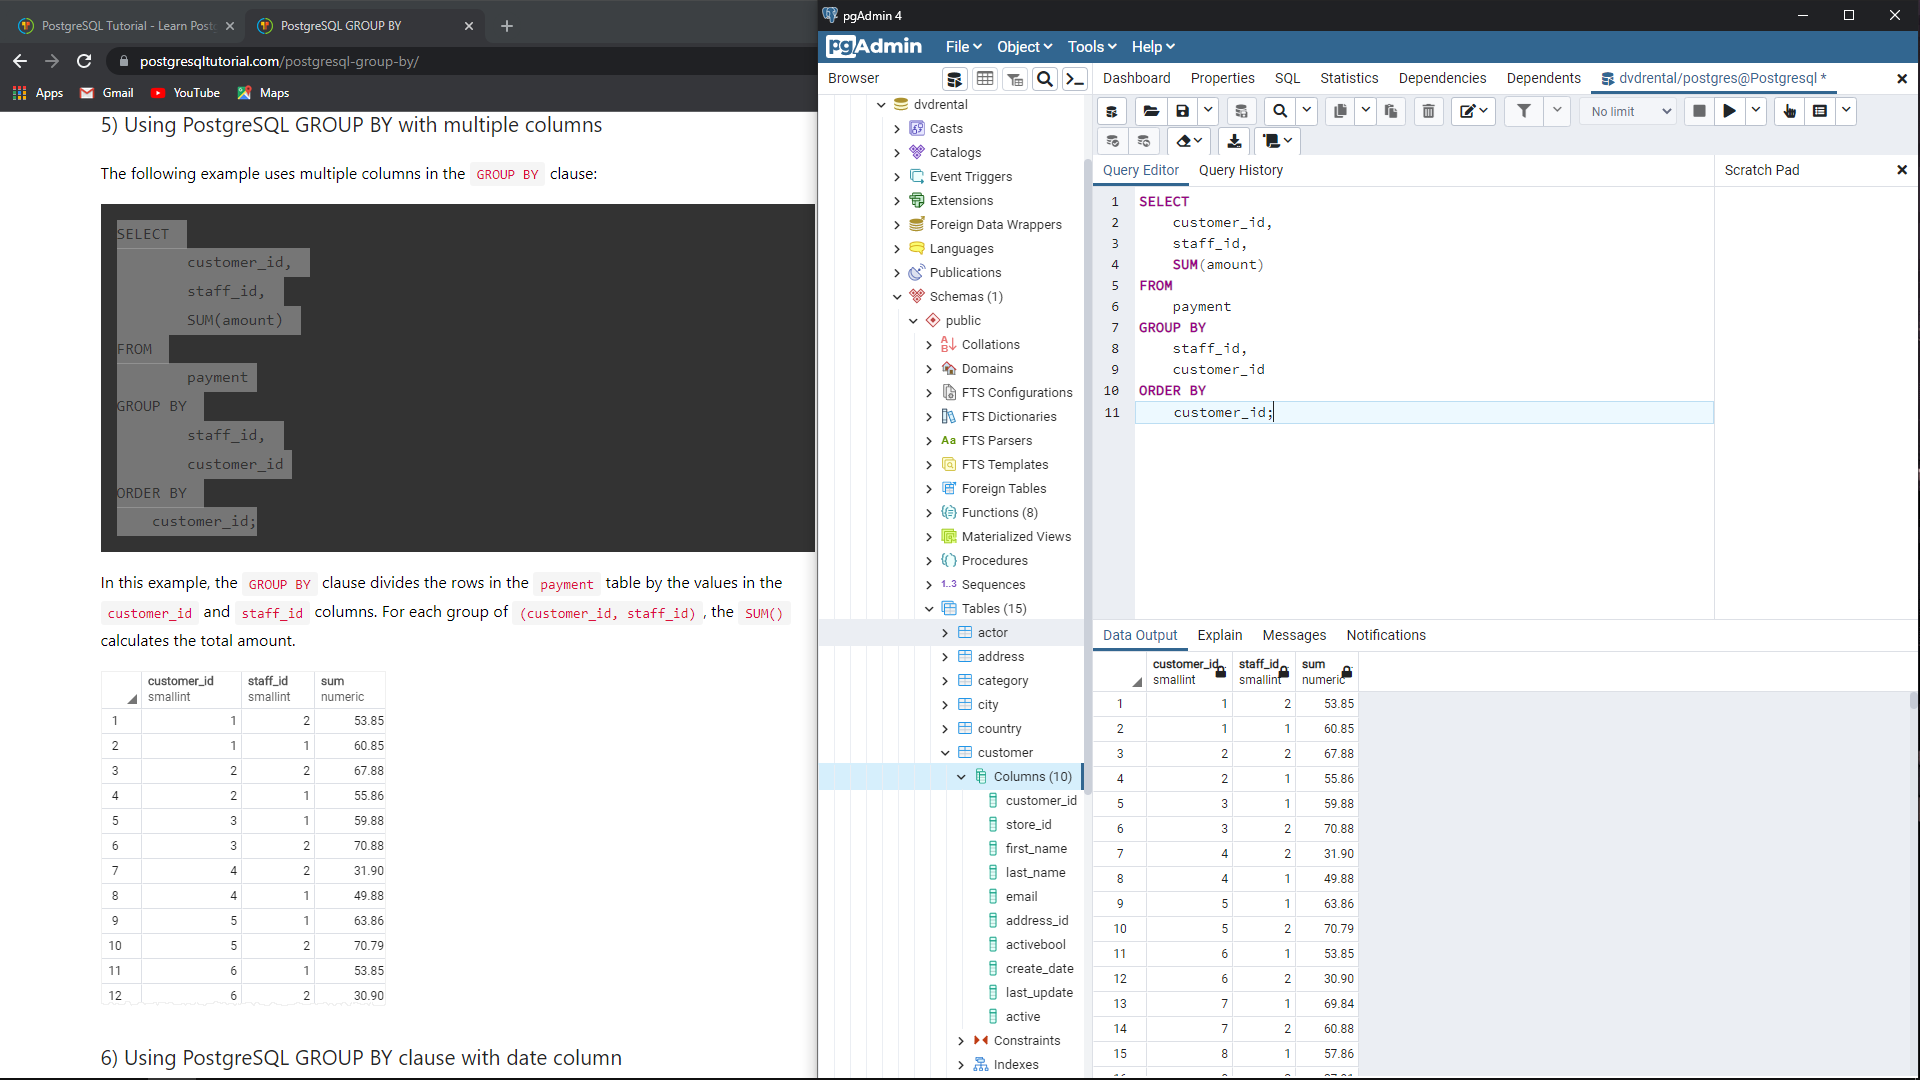 PostgreSQL Tutorial - Learn Post
PostgreSQL GROUP BY
postgresqltutorial.com/postgresql-group-by/
Apps
Gmail
YouTube
Maps
5) Using PostgreSQL GROUP BY with multiple columns
The following example uses multiple columns in the GROUP BY clause:
SELECT
customer_id,
staff_id,
SUM(amount)
FROM
payment
GROUP BY
staff_id,
customer_id
ORDER BY
customer_id;
In this example, the GROUP BY clause divides the rows in the payment table by the values in the
customer_id and staff_id columns. For each group of (customer_id, staff_id) , the SUM()
calculates the total amount.
customer_id staff_id sum
smallint smallint numeric
1 1 2 53.85
2 1 1 60.85
3 2 2 67.88
4 2 1 55.86
5 3 1 59.88
6 3 2 70.88
7 4 2 31.90
8 4 1 49.88
9 5 1 63.86
10 5 2 70.79
11 6 1 53.85
12 6 2 30.90
6) Using PostgreSQL GROUP BY clause with date column
pgAdmin 4
pgAdmin File Object Tools Help
Browser
dvdrental
Casts
Catalogs
Event Triggers
Extensions
Foreign Data Wrappers
Languages
Publications
Schemas (1)
public
Collations
Domains
FTS Configurations
FTS Dictionaries
Aa FTS Parsers
FTS Templates
Foreign Tables
Functions (8)
Materialized Views
Procedures
1..3 Sequences
Tables (15)
actor
address
category
city
country
customer
Columns (10)
customer_id
store_id
first_name
last_name
email
address_id
activebool
create_date
last_update
active
Constraints
Indexes
Dashboard Properties SQL Statistics Dependencies Dependents dvdrental/postgres@Postgresql *
No limit
Query Editor Query History
Scratch Pad
1 SELECT
2 customer_id,
3 staff_id,
4 SUM(amount)
5 FROM
6 payment
7 GROUP BY
8 staff_id,
9 customer_id
10 ORDER BY
11 customer_id;
Data Output Explain Messages Notifications
customer_id staff_id sum
smallint smallint numeric
1 1 2 53.85
2 1 1 60.85
3 2 2 67.88
4 2 1 55.86
5 3 1 59.88
6 3 2 70.88
7 4 2 31.90
8 4 1 49.88
9 5 1 63.86
10 5 2 70.79
11 6 1 53.85
12 6 2 30.90
13 7 1 69.84
14 7 2 60.88
15 8 1 57.86